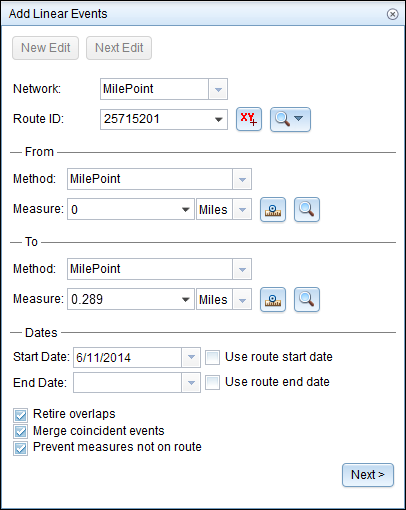 Add Linear Events
New Edit Next Edit
Network: MilePoint
Route ID: 25715201 XY+
From
Method: MilePoint
Measure: 0 Miles
To
Method: MilePoint
Measure: 0.289 Miles
Dates
Start Date: 6/11/2014 Use route start date
End Date: Use route end date
Retire overlaps
Merge coincident events
Prevent measures not on route
Next >